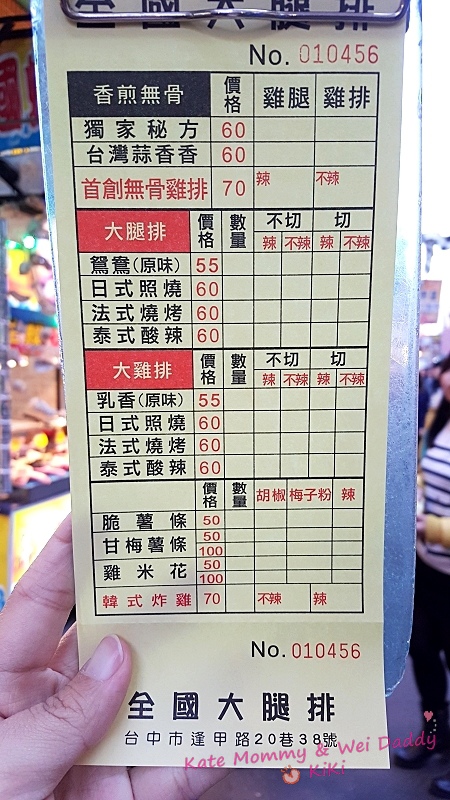 全國大腿排
No. 010456
香煎無骨 價格 雞腿 雞排
獨家秘方 60
台灣蒜香香 60
首創無骨雞排 70 辣 不辣
大腿排 價格 數量 不切 切
辣 不辣 辣 不辣
鴛鴦(原味) 55
日式照燒 60
法式燒烤 60
泰式酸辣 60
大雞排 價格 數量 不切 切
辣 不辣 辣 不辣
乳香(原味) 55
日式照燒 60
法式燒烤 60
泰式酸辣 60
價格 數量 胡椒 梅子粉 辣
脆薯條 50
甘梅薯條 50
100
雞米花 50
100
韓式炸雞 70 不辣 辣
No. 010456
全國大腿排
台中市逢甲路20巷38號
Kate Mommy & Wei Daddy
KiKi